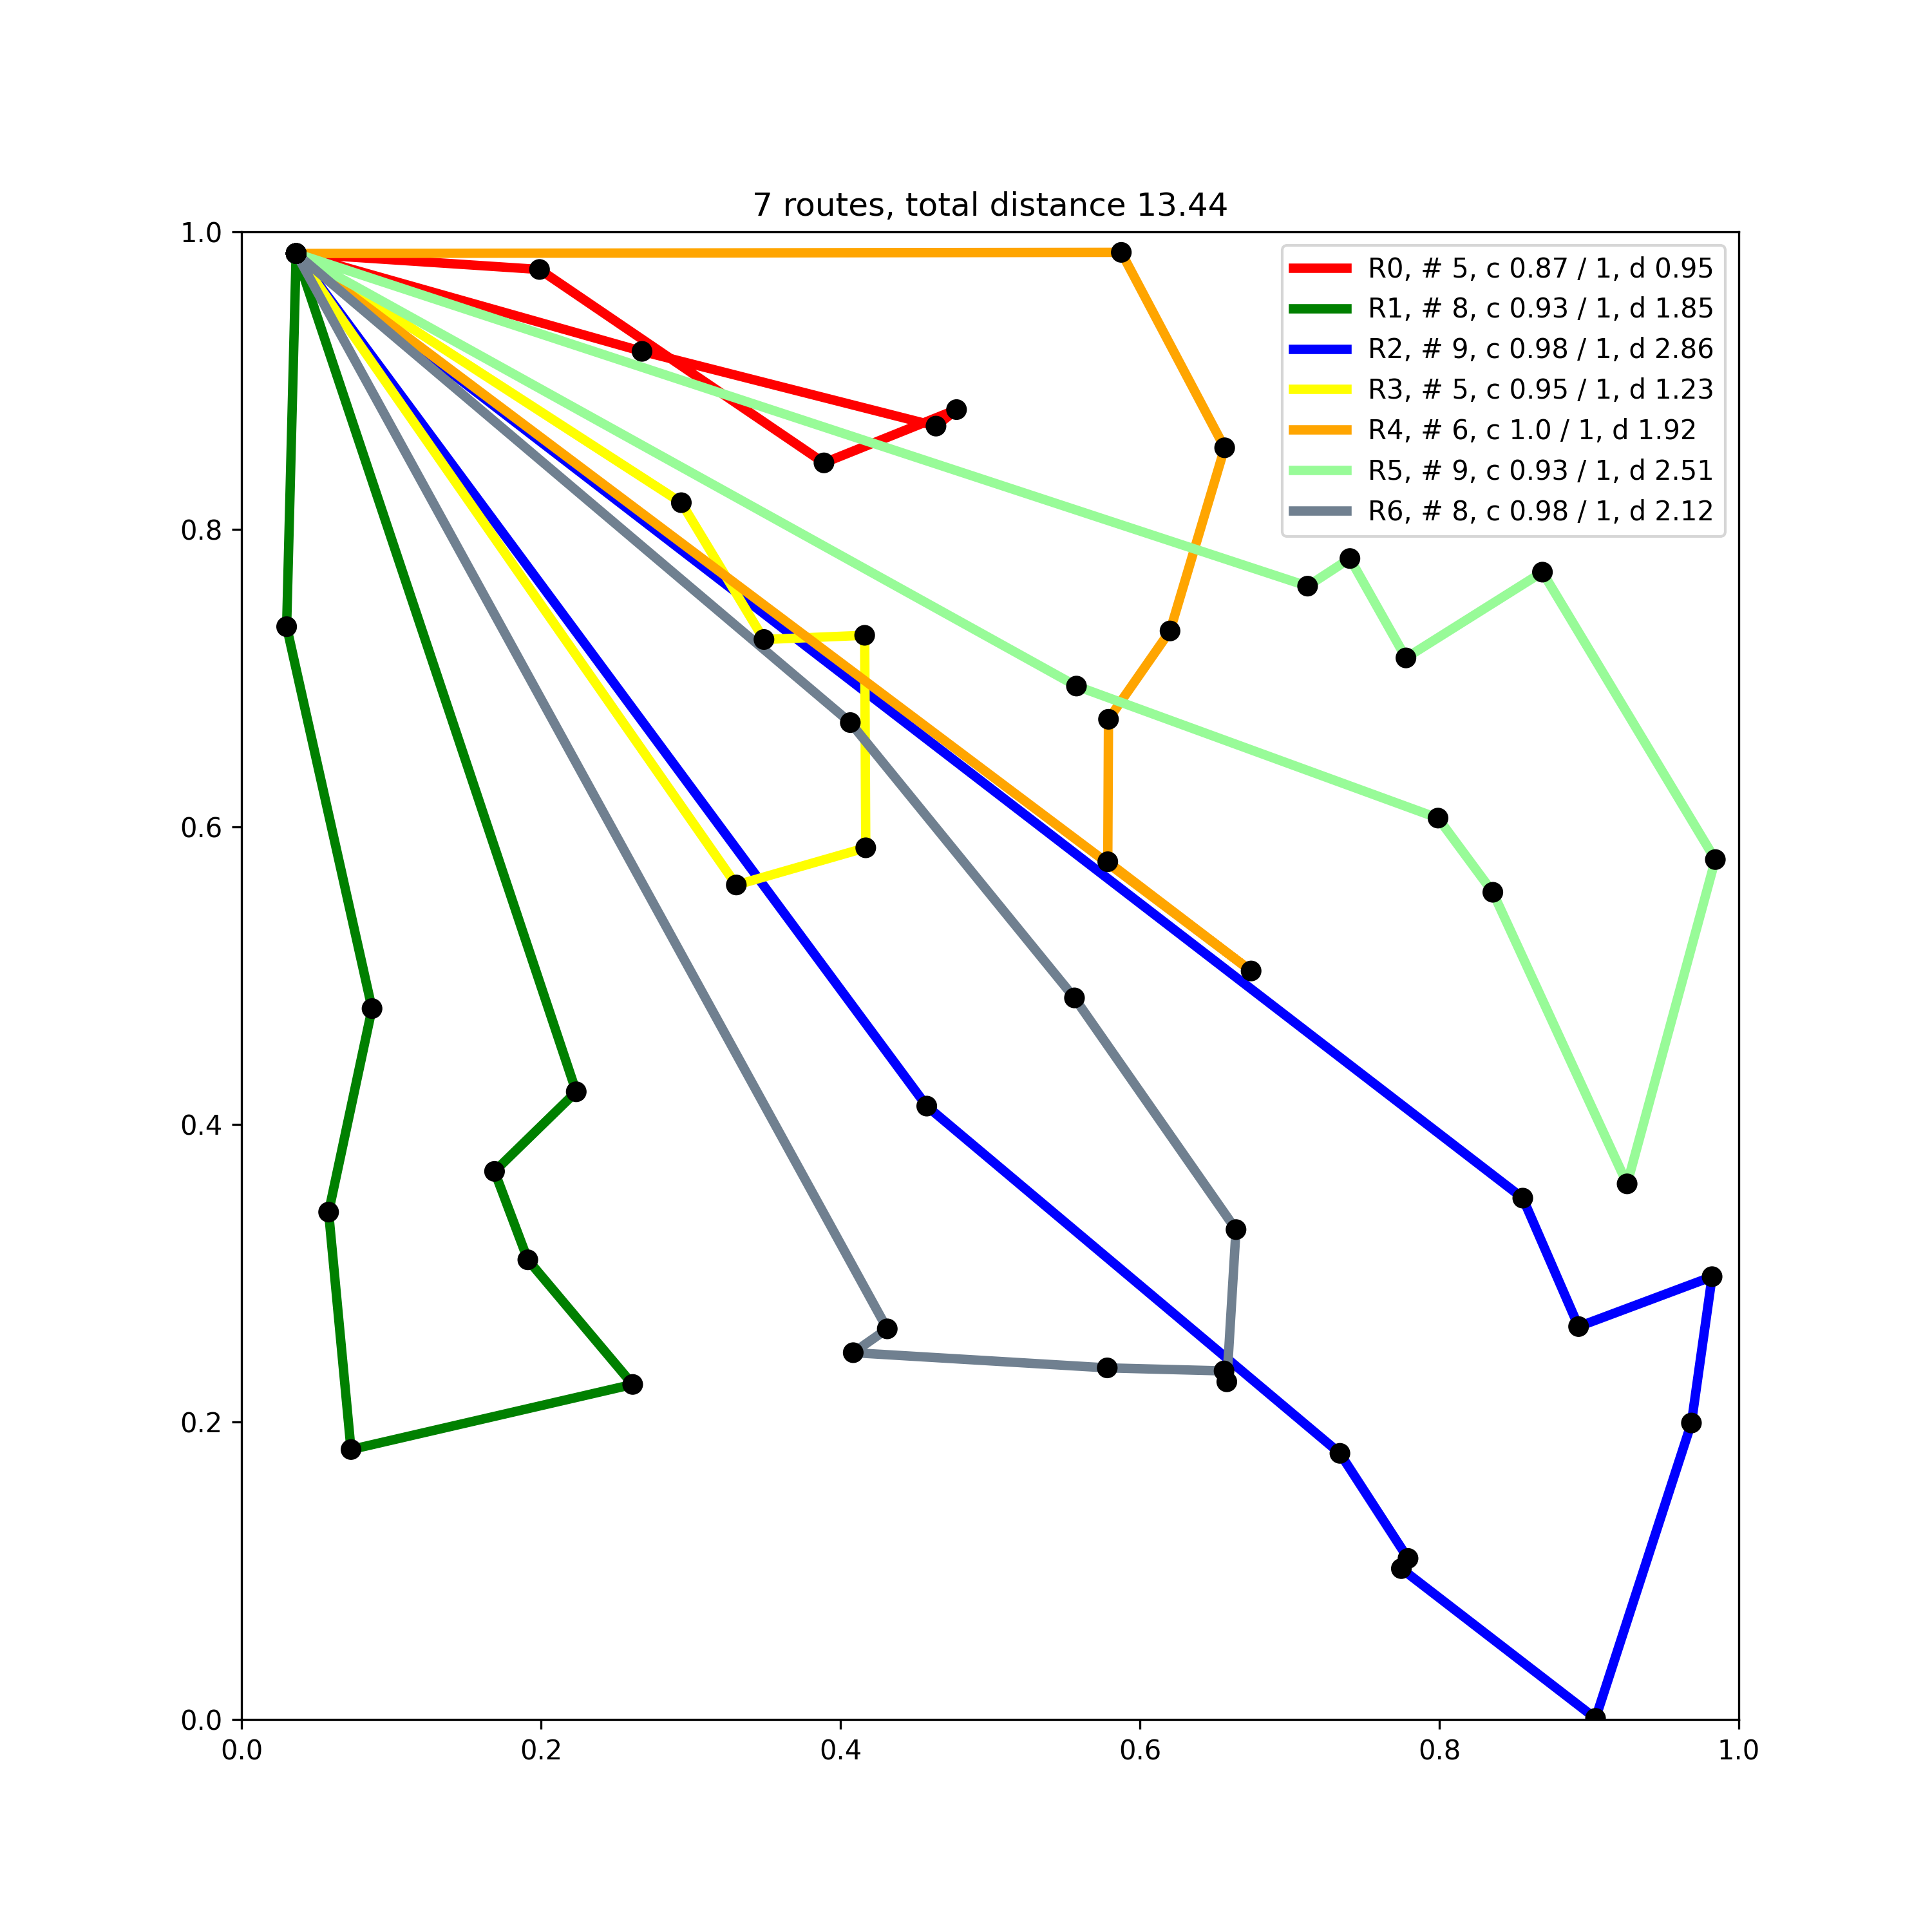 7 routes, total distance 13.44
1.0
0.8
0.6
0.4
0.2
0.0
0.0 0.2 0.4 0.6 0.8 1.0
R0, # 5, c 0.87 / 1, d 0.95
R1, # 8, c 0.93 / 1, d 1.85
R2, # 9, c 0.98 / 1, d 2.86
R3, # 5, c 0.95 / 1, d 1.23
R4, # 6, c 1.0 / 1, d 1.92
R5, # 9, c 0.93 / 1, d 2.51
R6, # 8, c 0.98 / 1, d 2.12